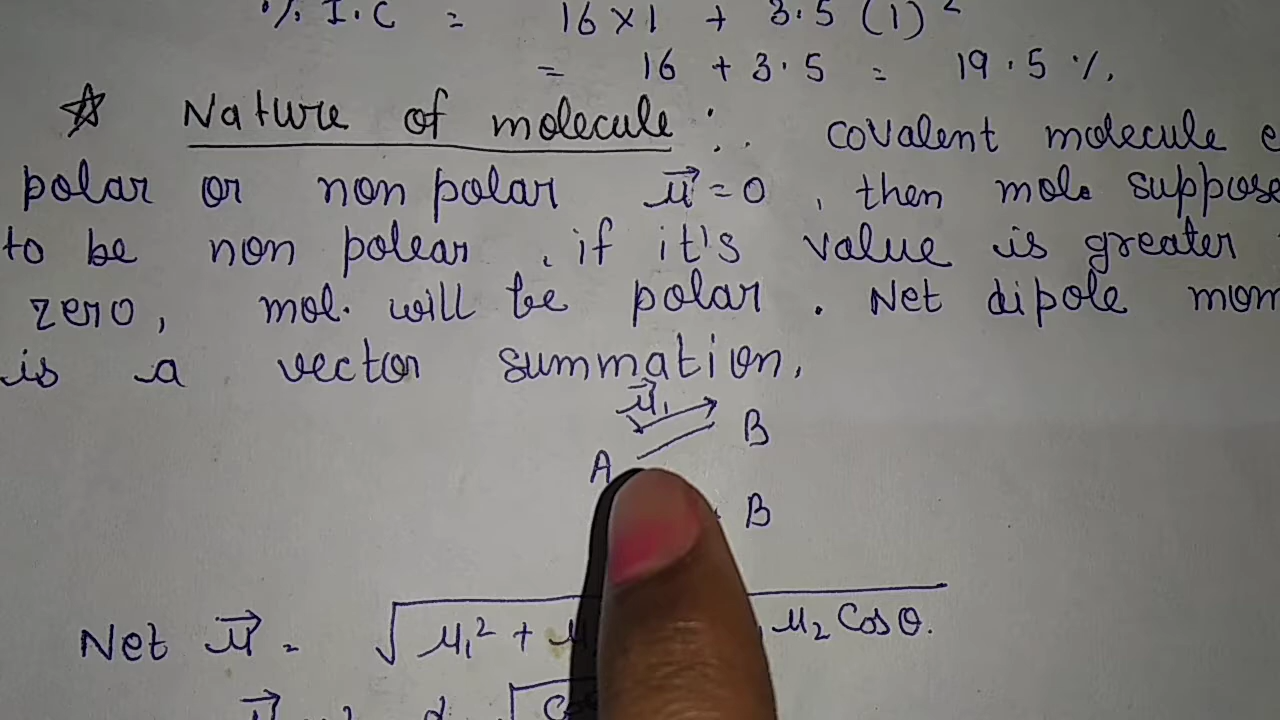 % I.C = 16 × 1 + 3.5 (1)²
= 16 + 3.5 = 19.5 %.
☆ Nature of molecule :. covalent molecule
polar or non polar μ⃗ = 0 , then mol. suppose
to be non polear . if it's value is greater
zero, mol. will be polar . Net dipole mom
is a vector summation,
μ⃗₁
B
A
B
Net μ⃗ = √ μ₁² + μ₂ Cosθ.